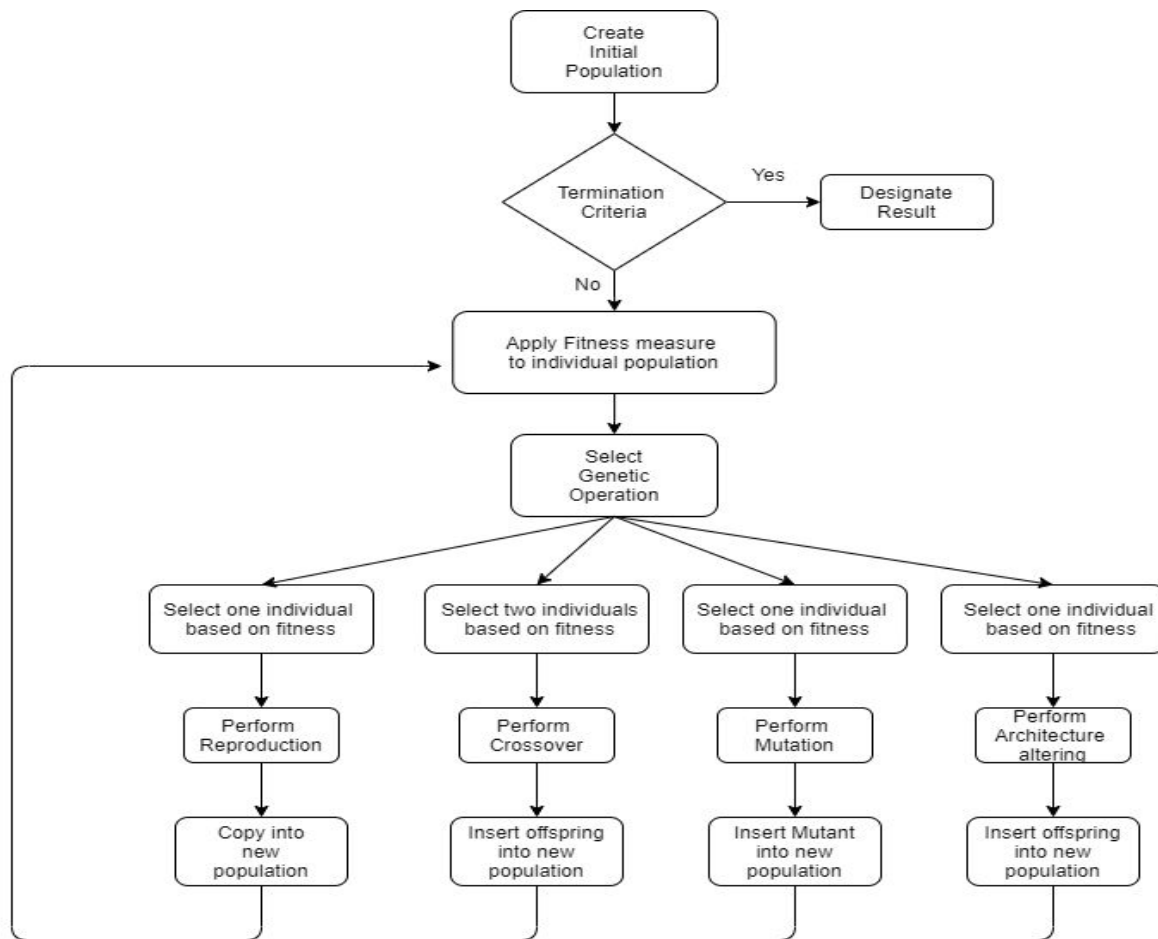 Create
Initial
Population
Termination
Criteria
Yes
Designate
Result
No
Apply Fitness measure
to individual population
Select
Genetic
Operation
Select one individual
based on fitness
Select two individuals
based on fitness
Select one individual
based on fitness
Select one individual
based on fitness
Perform
Reproduction
Perform
Crossover
Perform
Mutation
Perform
Architecture
altering
Copy into
new
population
Insert offspring
into new
population
Insert Mutant
into new
population
Insert offspring
into new
population